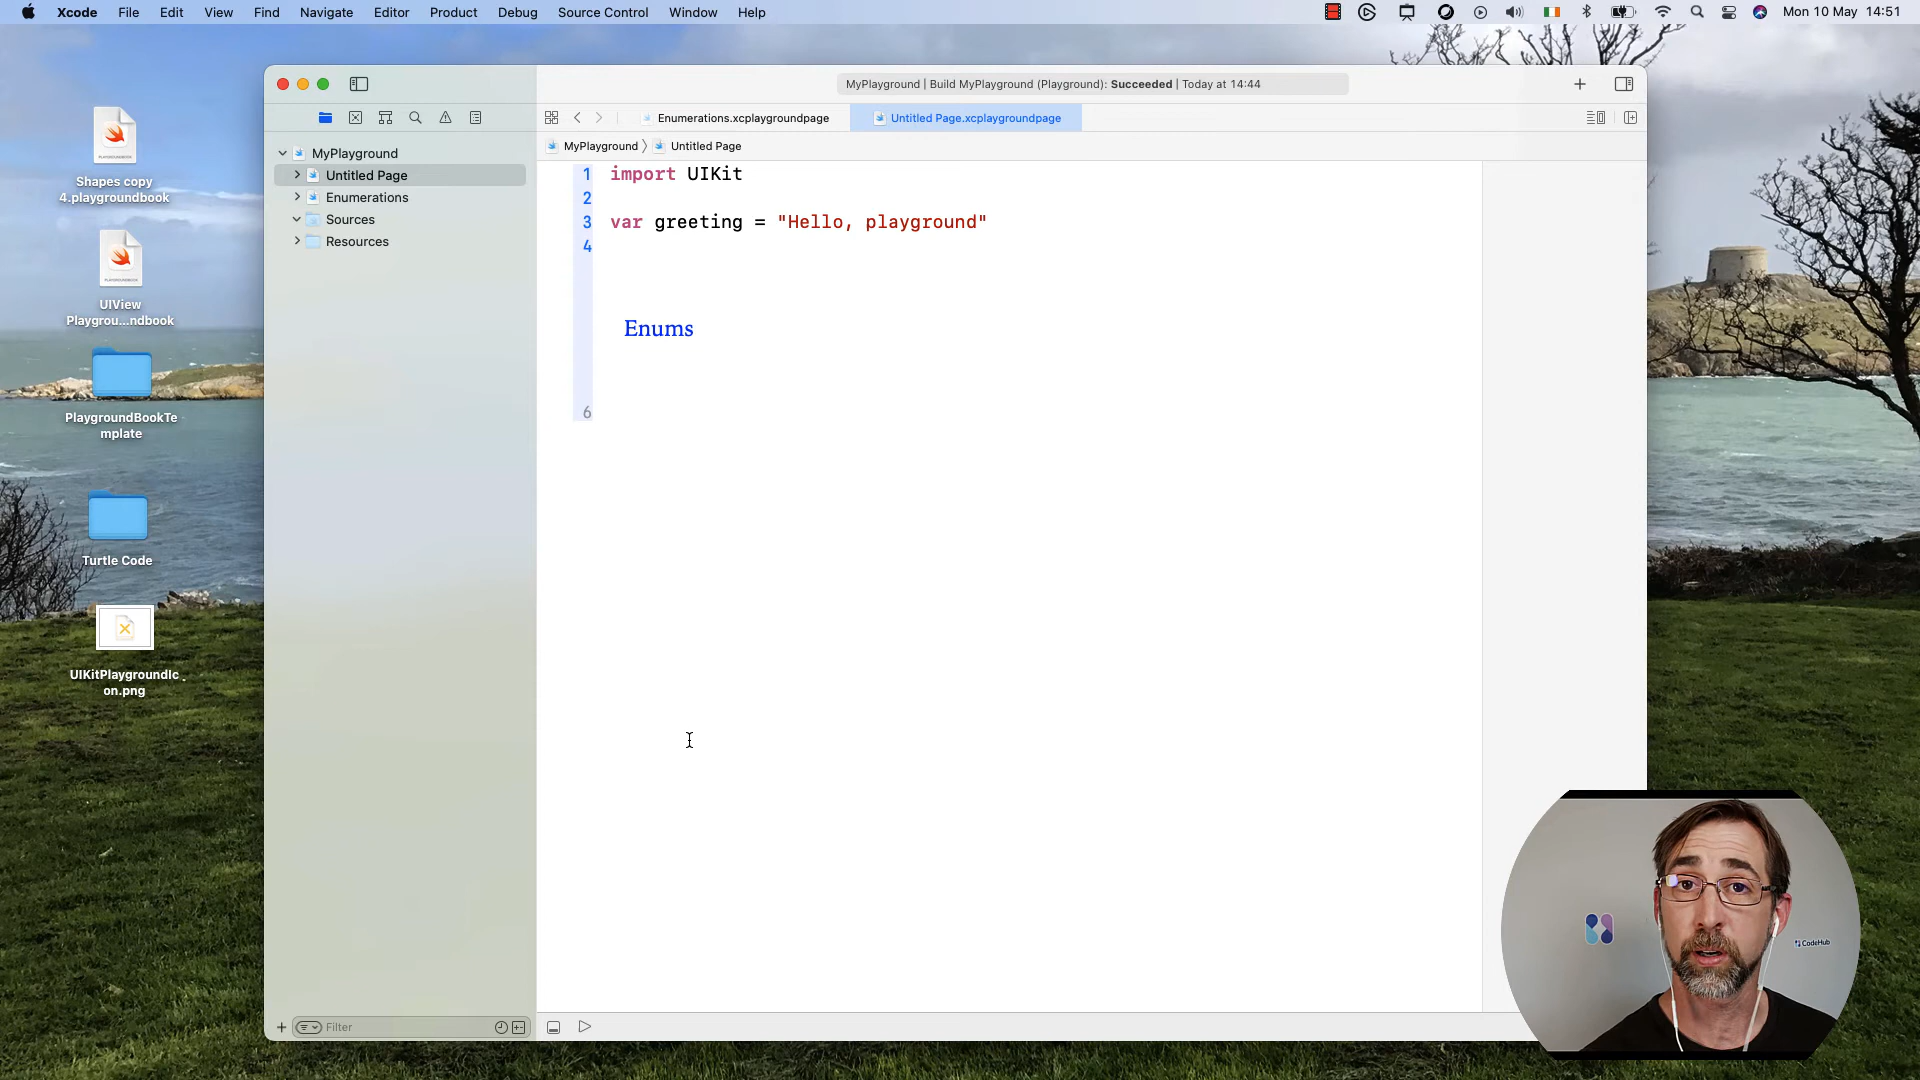 Xcode File Edit View Find Navigate Editor Product Debug Source Control Window Help
Mon 10 May 14:51
MyPlayground | Build MyPlayground (Playground): Succeeded | Today at 14:44
Enumerations.xcplaygroundpage
Untitled Page.xcplaygroundpage
MyPlayground
Untitled Page
MyPlayground
Untitled Page
Enumerations
Sources
Resources
1 import UIKit
2
3 var greeting = "Hello, playground"
4
Enums
6
Shapes copy
4.playgroundbook
UIView
Playgrou...ndbook
PlaygroundBookTe
mplate
Turtle Code
UIKitPlaygroundIc
on.png
Filter
CodeHub